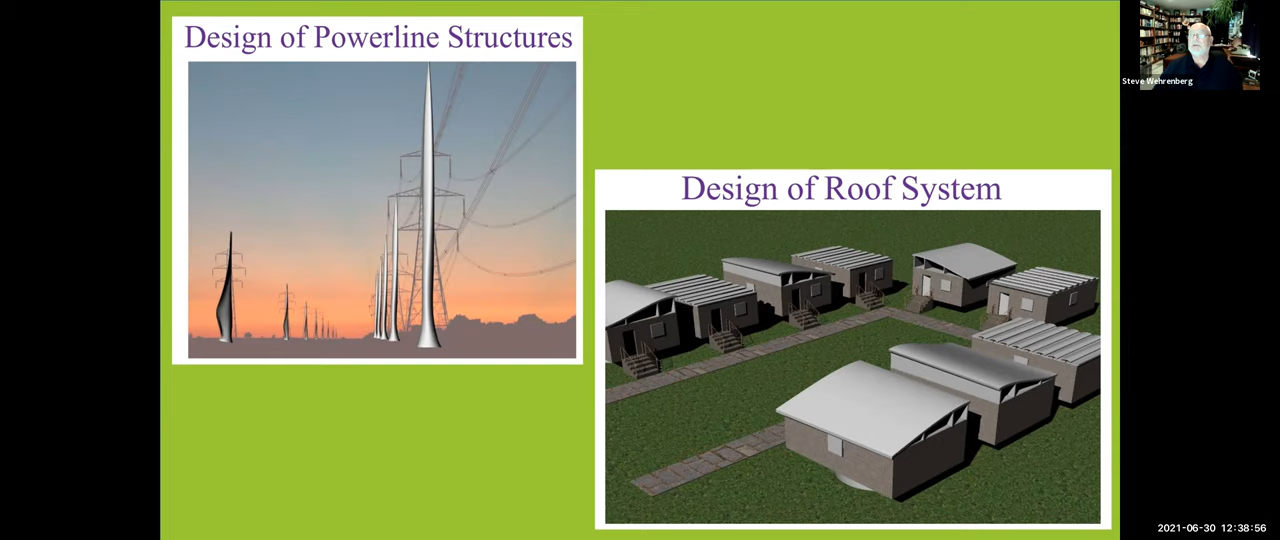 Design of Powerline Structures
Steve Wehrenberg
Design of Roof System
2021-06-30 12:38:56